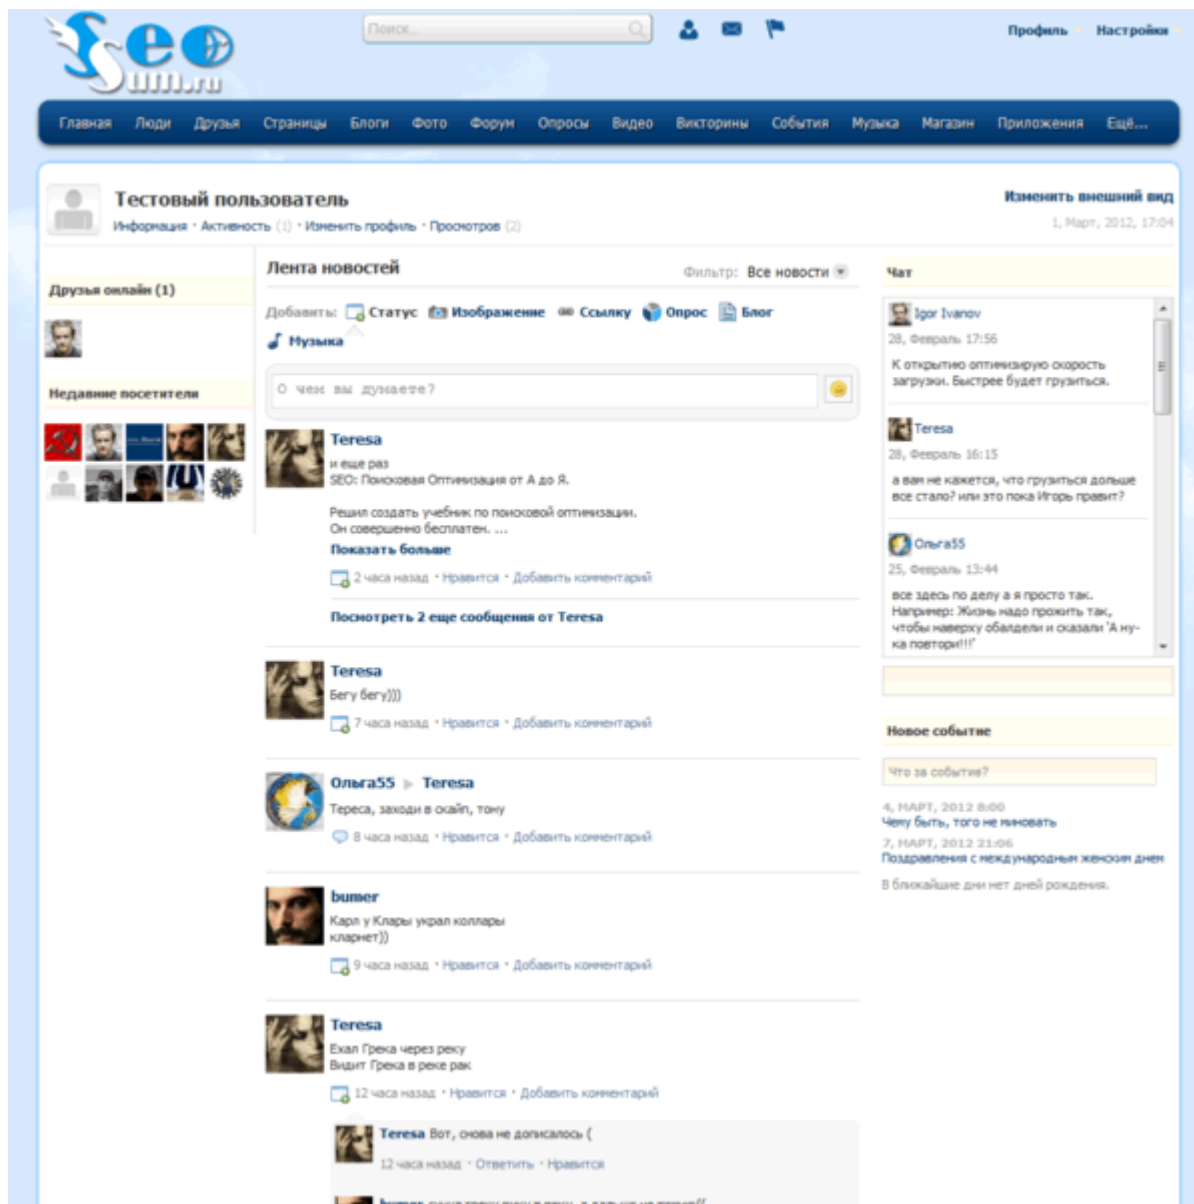 Seo
Sum.ru
Поиск...
Профиль
Настройки
Главная Люди Друзья Страницы Блоги Фото Форум Опросы Видео Викторины События Музыка Магазин Приложения Ещё...
Тестовый пользователь
Информация · Активность (1) · Изменить профиль · Просмотров (2)
Изменить внешний вид
1, Март, 2012, 17:04
Друзья онлайн (1)
Недавние посетители
Лента новостей
Фильтр: Все новости
Добавить: Статус Изображение Ссылку Опрос Блог
Музыка
О чем вы думаете?
Teresa
и еще раз
SEO: Поисковая Оптимизация от А до Я.
Решил создать учебник по поисковой оптимизации.
Он совершенно бесплатен. ...
Показать больше
2 часа назад · Нравится · Добавить комментарий
Посмотреть 2 еще сообщения от Teresa
Teresa
Бегу бегу)))
7 часа назад · Нравится · Добавить комментарий
Ольга55 ▶ Teresa
Тереса, заходи в скайп, тону
8 часа назад · Нравится · Добавить комментарий
bumer
Карл у Клары украл коллары
кларнет))
9 часа назад · Нравится · Добавить комментарий
Teresa
Ехал Грека через реку
Видит Грека в реке рак
12 часа назад · Нравится · Добавить комментарий
Teresa Вот, снова не дописалось (
12 часа назад · Ответить · Нравится
Чат
Igor Ivanov
28, Февраль 17:56
К открытию оптимизирую скорость
загрузки. Быстрее будет грузиться.
Teresa
28, Февраль 16:15
а вам не кажется, что грузиться дольше
все стало? или это пока Игорь правит?
Ольга55
25, Февраль 13:44
все здесь по делу а я просто так.
Например: Жизнь надо прожить так,
чтобы наверху обалдели и сказали 'А ну-
ка повтори!!!'
Новое событие
Что за событие?
4, МАРТ, 2012 8:00
Чему быть, того не миновать
7, МАРТ, 2012 21:06
Поздравления с международным женским днем
В ближайшие дни нет дней рождения.